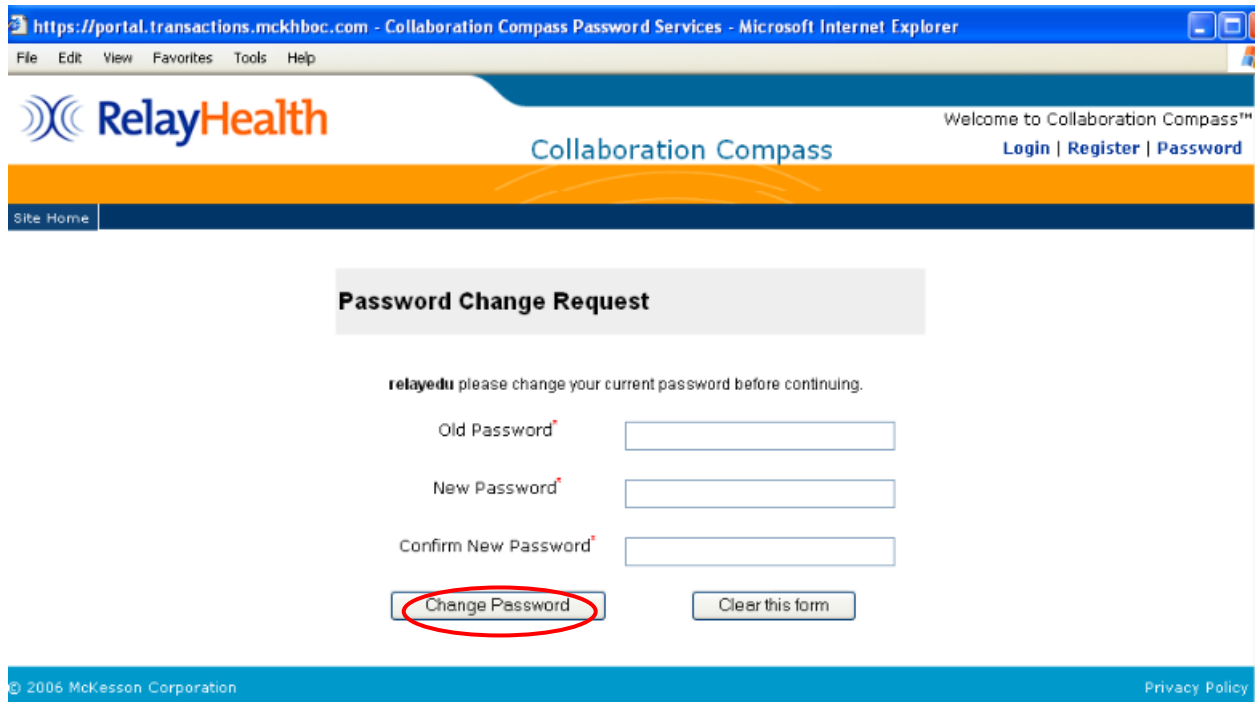 https://portal.transactions.mckhboc.com - Collaboration Compass Password Services - Microsoft Internet Explorer
File Edit View Favorites Tools Help
RelayHealth
Welcome to Collaboration Compass™
Collaboration Compass
Login | Register | Password
Site Home
Password Change Request
relayedu please change your current password before continuing.
Old Password*
New Password*
Confirm New Password*
Change Password Clear this form
© 2006 McKesson Corporation Privacy Policy